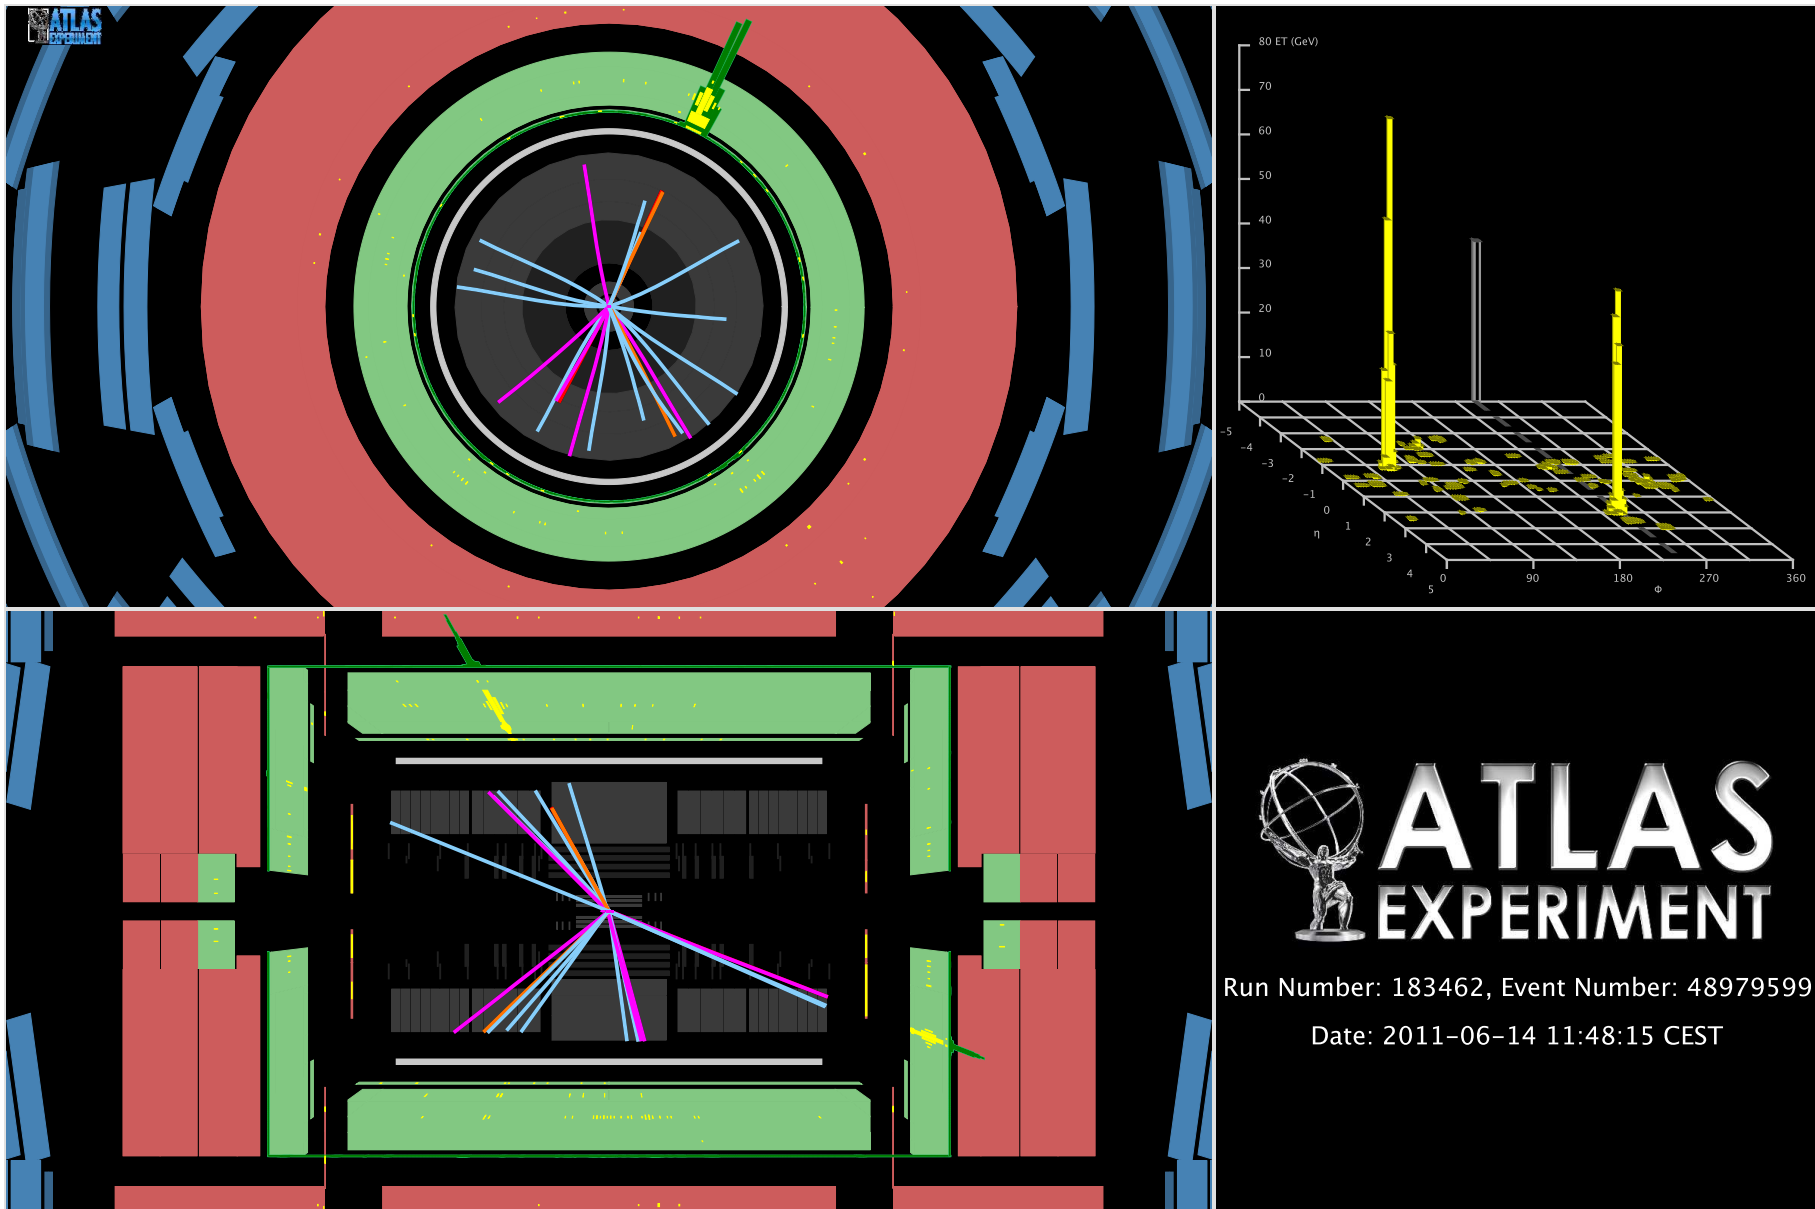 ATLAS
EXPERIMENT
80 ET (GeV)
70
60
50
40
30
20
10
0
-5
-4
-3
-2
-1
0
1
2
3
4
5
η
0
90
180
270
360
Φ
ATLAS
EXPERIMENT
Run Number: 183462, Event Number: 48979599
Date: 2011-06-14 11:48:15 CEST